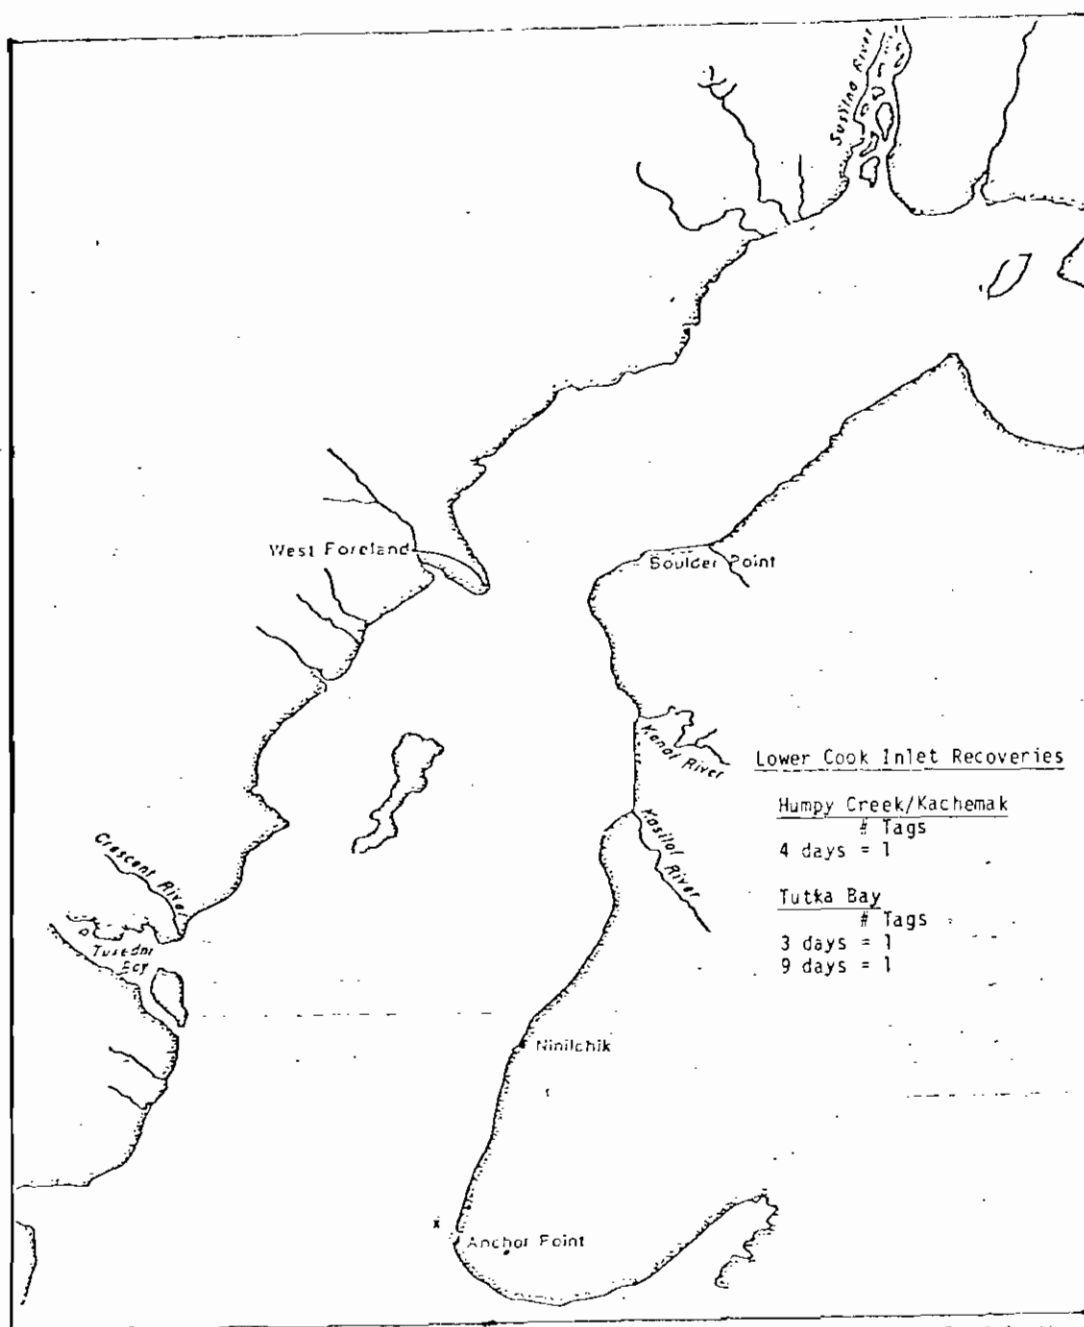 Susitna River
West Foreland
Boulder Point
Kenai River
Lower Cook Inlet Recoveries
Humpy Creek/Kachemak
# Tags
4 days = 1
Kasilof River
Crescent River
Tutka Bay
# Tags
3 days = 1
9 days = 1
Tuxedni
Bay
Ninilchik
x
Anchor Point